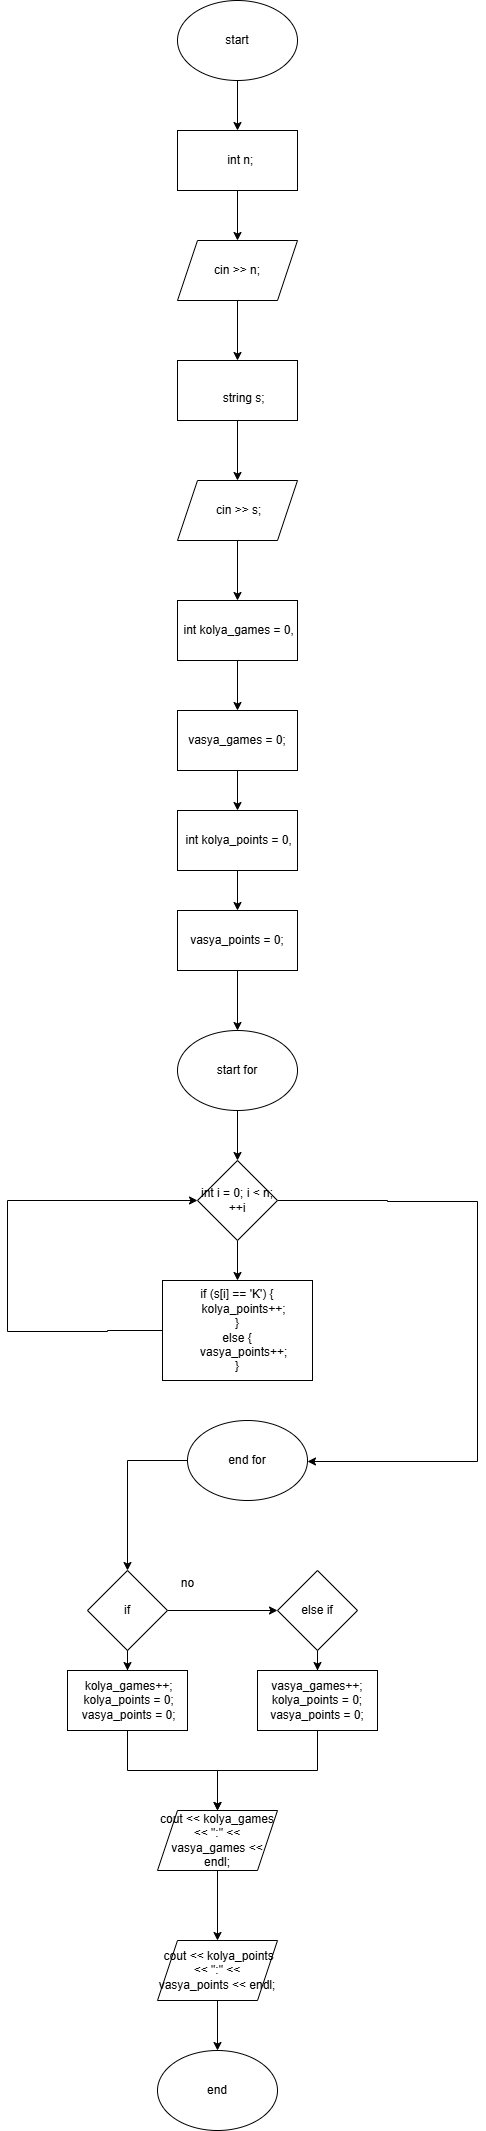 start
int n;
cin >> n;
string s;
cin >> s;
int kolya_games = 0,
vasya_games = 0;
int kolya_points = 0,
vasya_points = 0;
start for
int i = 0; i < n;
++i
if (s[i] == 'K') {
kolya_points++;
}
else {
vasya_points++;
}
end for
no
if
else if
kolya_games++;
kolya_points = 0;
vasya_points = 0;
vasya_games++;
kolya_points = 0;
vasya_points = 0;
cout << kolya_games
<< ":" <<
vasya_games <<
endl;
cout << kolya_points
<< ":" <<
vasya_points << endl;
end